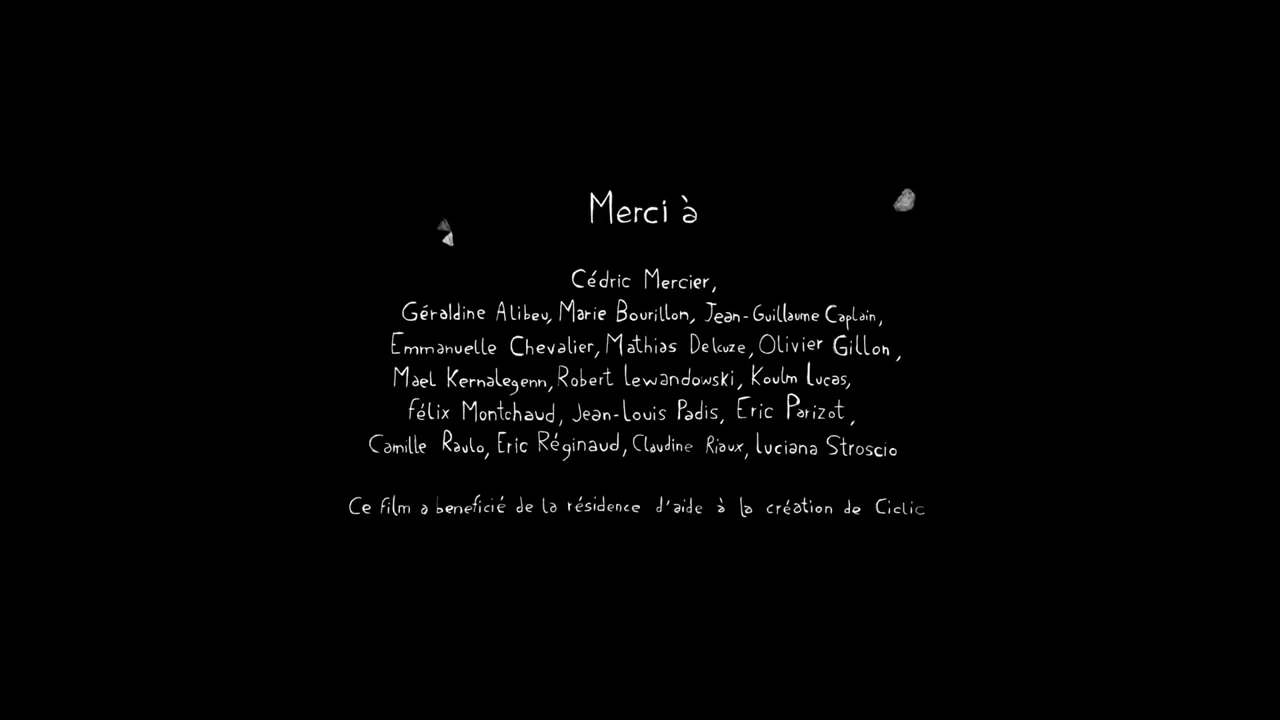 Merci à
Cédric Mercier,
Géraldine Alibeu, Marie Bourillon, Jean-Guillaume Caplain,
Emmanuelle Chevalier, Mathias Delcuze, Olivier Gillon,
Mael Kernalegenn, Robert Lewandowski, Koulm Lucas,
Félix Montchaud, Jean-Louis Padis, Eric Parizot,
Camille Raulo, Eric Réginaud, Claudine Riaux, Luciana Stroscio
Ce film a beneficié de la résidence d'aide à la création de Ciclic